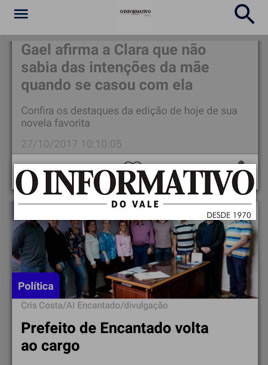 O INFORMATIVO
Gael afirma a Clara que não
sabia das intenções da mãe
quando se casou com ela
Confira os destaques da edição de hoje de sua
novela favorita
27/10/2017 10:10:05
O INFORMATIVO
DO VALE
DESDE 1970
Política
Cris Costa/AI Encantado/divulgação
Prefeito de Encantado volta
ao cargo